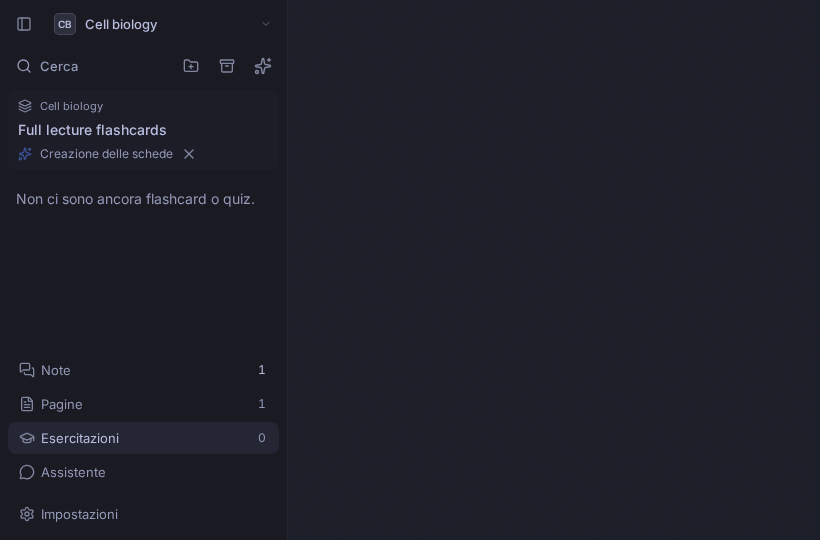 CB Cell biology
Cerca
Cell biology
Full lecture flashcards
Creazione delle schede
Non ci sono ancora flashcard o quiz.
Note 1
Pagine 1
Esercitazioni 0
Assistente
Impostazioni